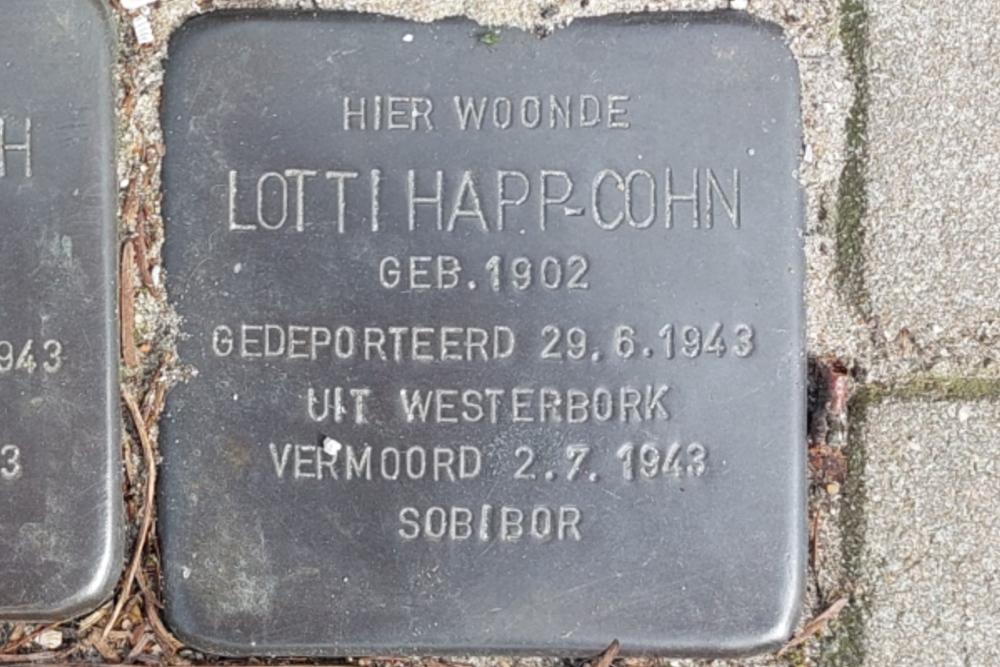 HIER WOONDE
LOTTI HAPP-COHN
GEB. 1902
GEDEPORTEERD 29.6.1943
UIT WESTERBORK
VERMOORD 2.7.1943
SOBIBOR